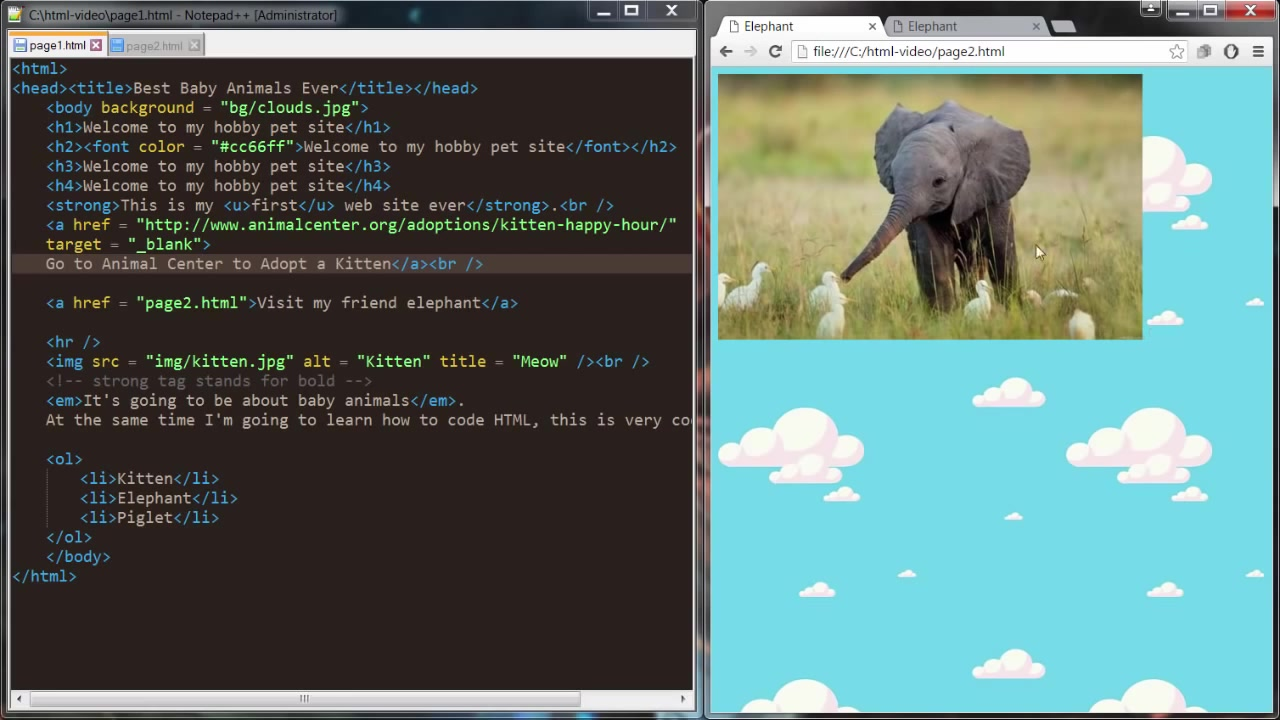 C:\html-video\page1.html - Notepad++ [Administrator]
page1.html page2.html
<html>
<head><title>Best Baby Animals Ever</title></head>
<body background = "bg/clouds.jpg">
<h1>Welcome to my hobby pet site</h1>
<h2><font color = "#cc66ff">Welcome to my hobby pet site</font></h2>
<h3>Welcome to my hobby pet site</h3>
<h4>Welcome to my hobby pet site</h4>
<strong>This is my <u>first</u> web site ever</strong>.<br />
<a href = "http://www.animalcenter.org/adoptions/kitten-happy-hour/"
target = "_blank">
Go to Animal Center to Adopt a Kitten</a><br />
<a href = "page2.html">Visit my friend elephant</a>
<hr />
<img src = "img/kitten.jpg" alt = "Kitten" title = "Meow" /><br />
<!-- strong tag stands for bold -->
<em>It's going to be about baby animals</em>.
At the same time I'm going to learn how to code HTML, this is very co
<ol>
<li>Kitten</li>
<li>Elephant</li>
<li>Piglet</li>
</ol>
</body>
</html>
Elephant Elephant
file:///C:/html-video/page2.html